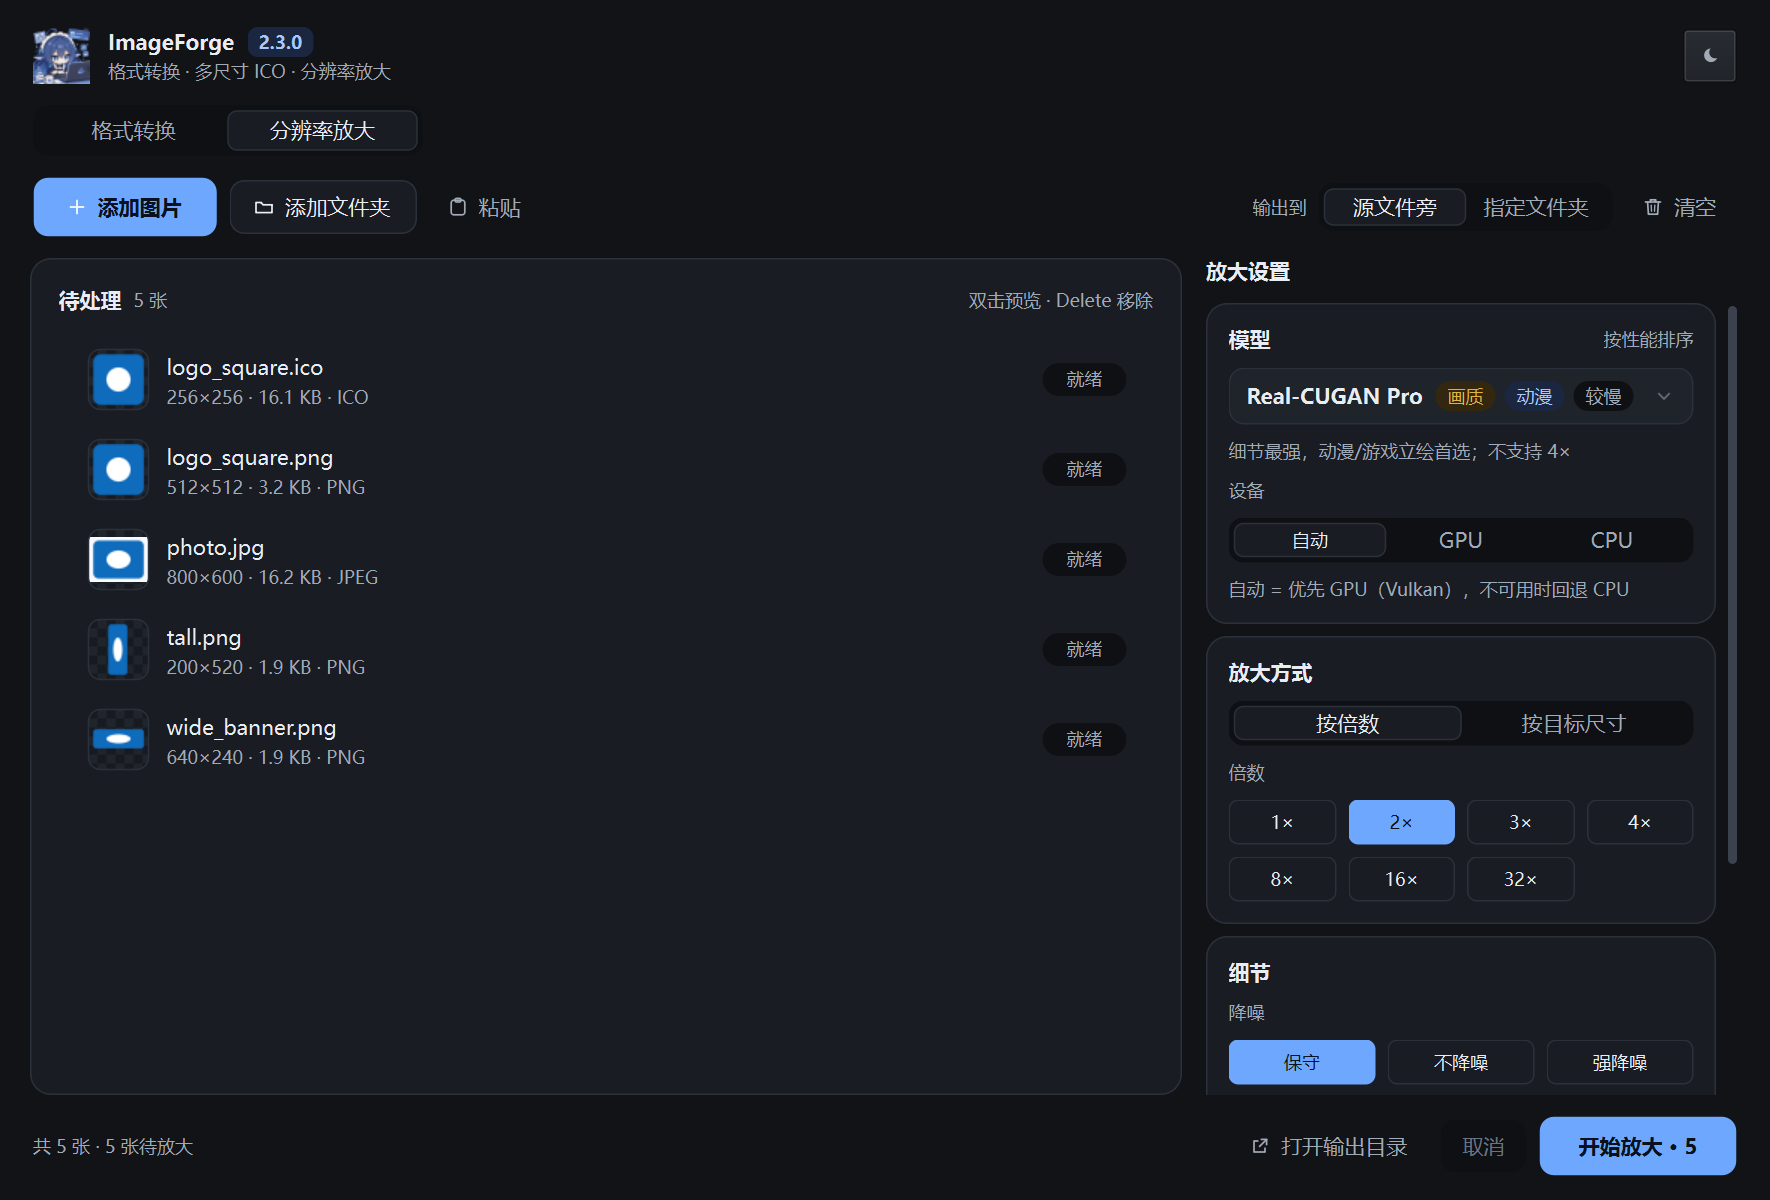 ImageForge 2.3.0
格式转换 · 多尺寸 ICO · 分辨率放大
格式转换 分辨率放大
添加图片 添加文件夹 粘贴 输出到 源文件旁 指定文件夹 清空
待处理 5 张 双击预览 · Delete 移除
logo_square.ico
256×256 · 16.1 KB · ICO
就绪
logo_square.png
512×512 · 3.2 KB · PNG
就绪
photo.jpg
800×600 · 16.2 KB · JPEG
就绪
tall.png
200×520 · 1.9 KB · PNG
就绪
wide_banner.png
640×240 · 1.9 KB · PNG
就绪
放大设置
模型 按性能排序
Real-CUGAN Pro 画质 动漫 较慢
细节最强，动漫/游戏立绘首选；不支持 4×
设备
自动 GPU CPU
自动 = 优先 GPU（Vulkan），不可用时回退 CPU
放大方式
按倍数 按目标尺寸
倍数
1× 2× 3× 4×
8× 16× 32×
细节
降噪
保守 不降噪 强降噪
共 5 张 · 5 张待放大 打开输出目录 取消 开始放大 · 5